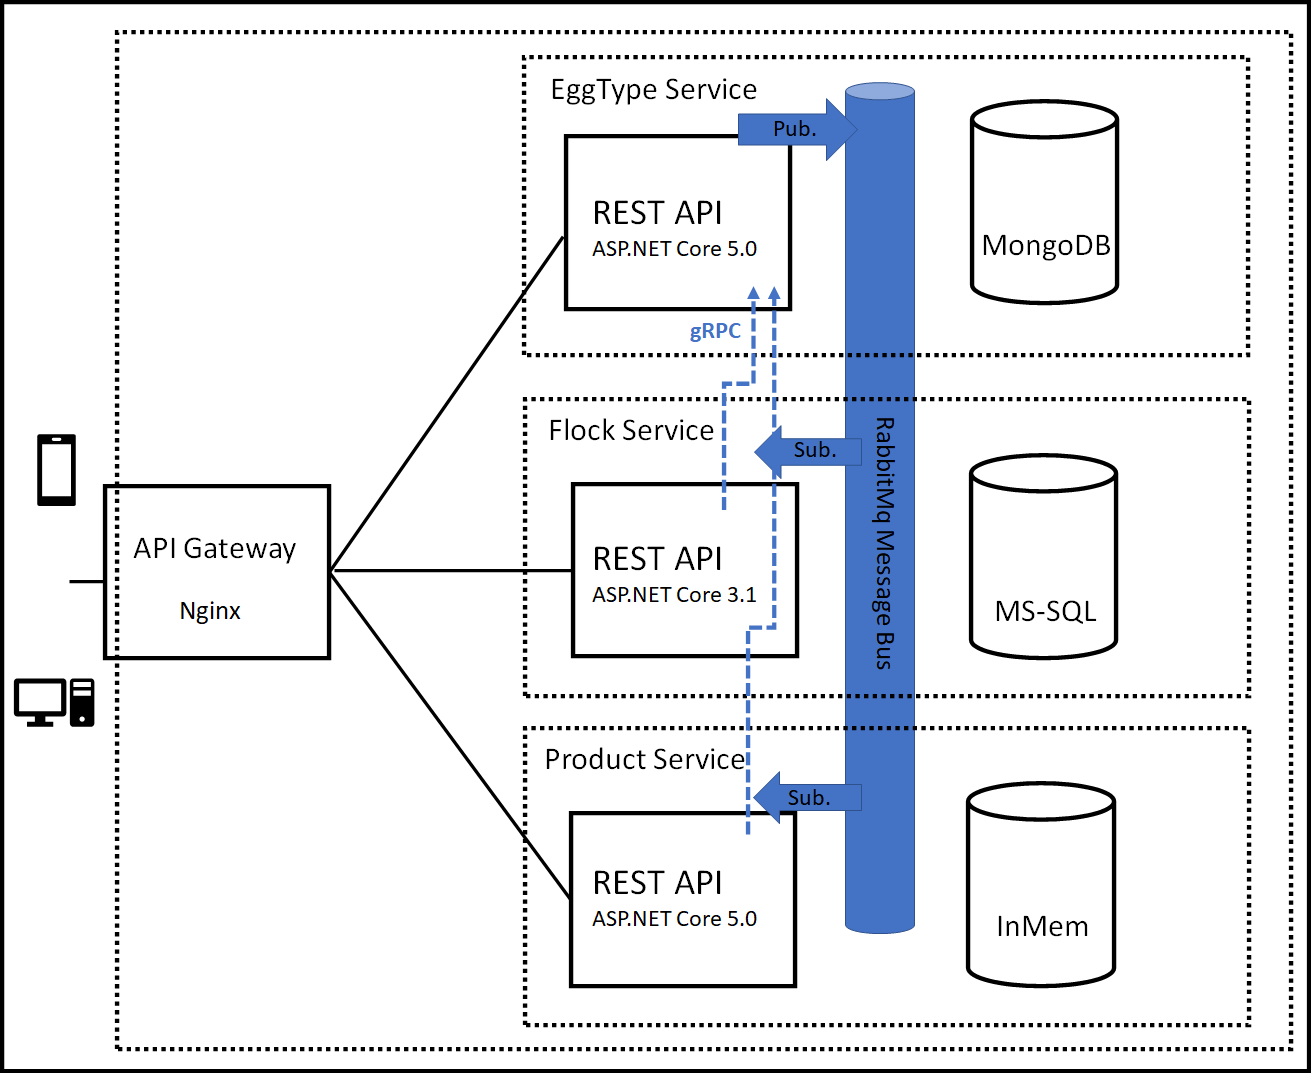 EggType Service
Pub.
REST API
ASP.NET Core 5.0
MongoDB
gRPC
Flock Service
Sub.
RabbitMq Message Bus
REST API
ASP.NET Core 3.1
MS-SQL
API Gateway
Nginx
Product Service
Sub.
REST API
ASP.NET Core 5.0
InMem